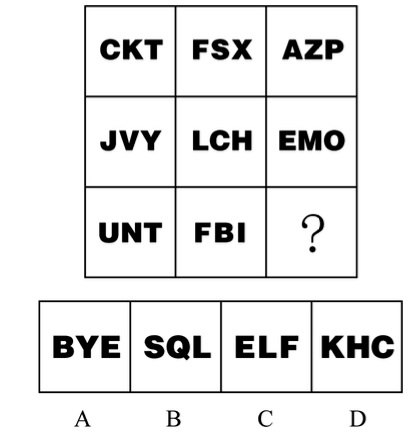 CKT FSX AZP
JVY LCH EMO
UNT FBI ?
BYE SQL ELF KHC
A B C D